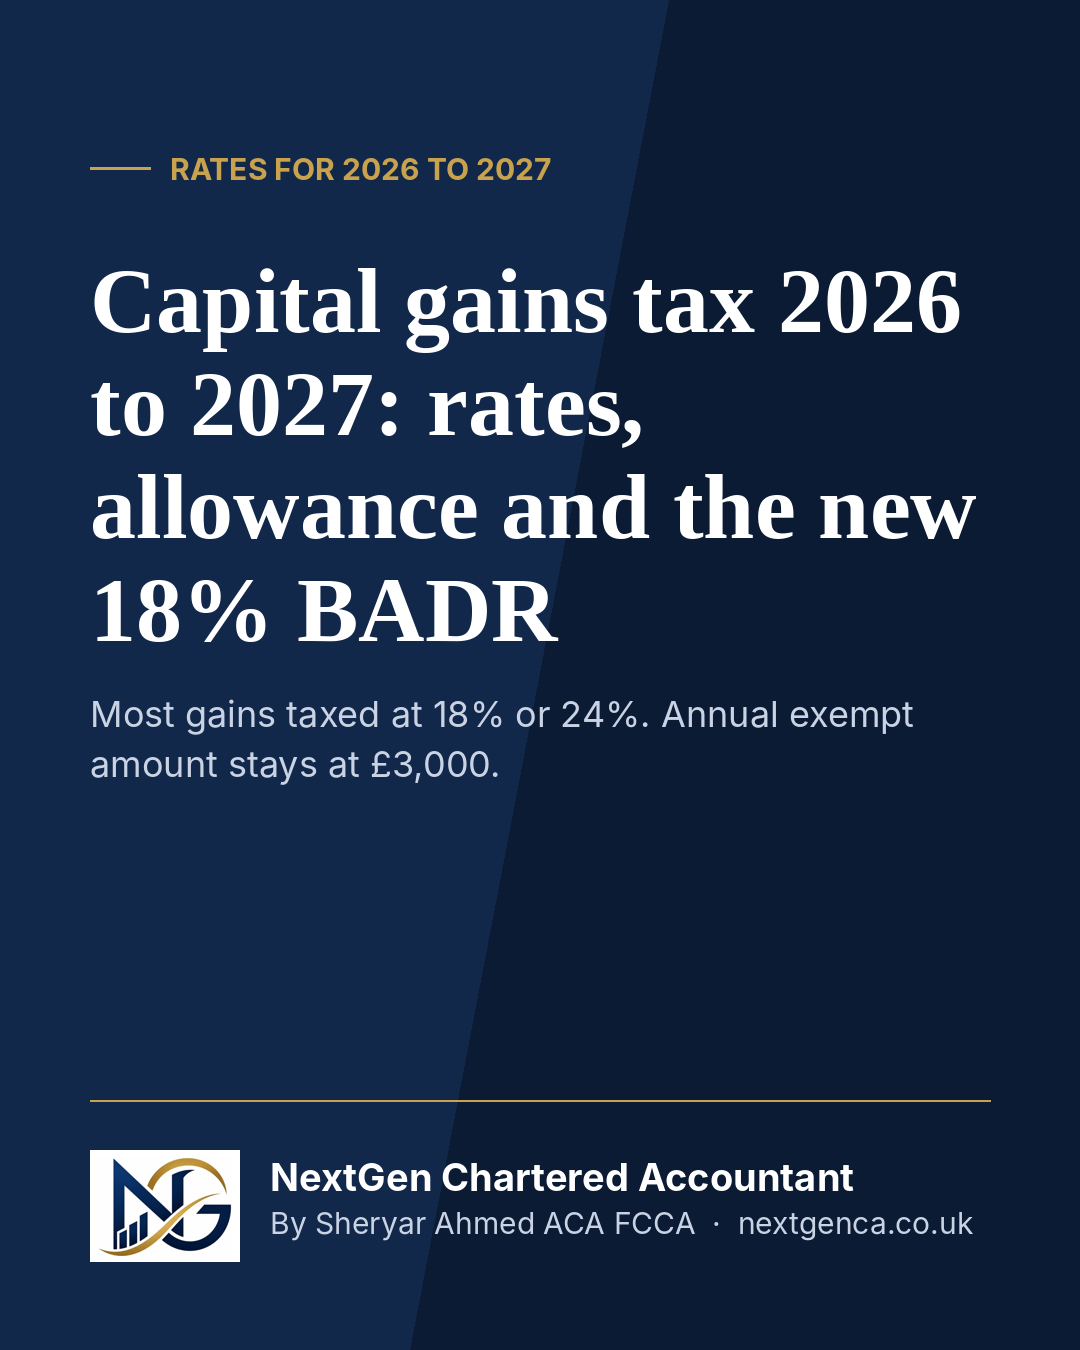 RATES FOR 2026 TO 2027
Capital gains tax 2026
to 2027: rates,
allowance and the new
18% BADR
Most gains taxed at 18% or 24%. Annual exempt
amount stays at £3,000.
NG
NextGen Chartered Accountant
By Sheryar Ahmed ACA FCCA · nextgenca.co.uk